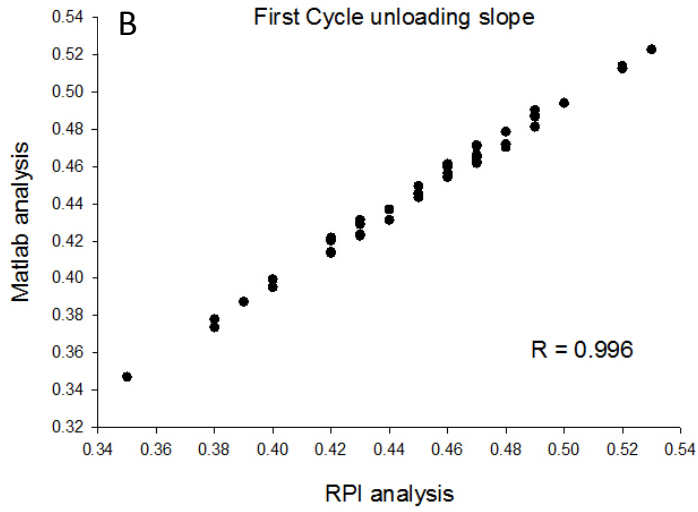 B
First Cycle unloading slope
0.54
0.52
0.50
0.48
0.46
0.44
0.42
0.40
0.38
0.36
0.34
0.32
Matlab analysis
R = 0.996
0.34 0.36 0.38 0.40 0.42 0.44 0.46 0.48 0.50 0.52 0.54
RPI analysis